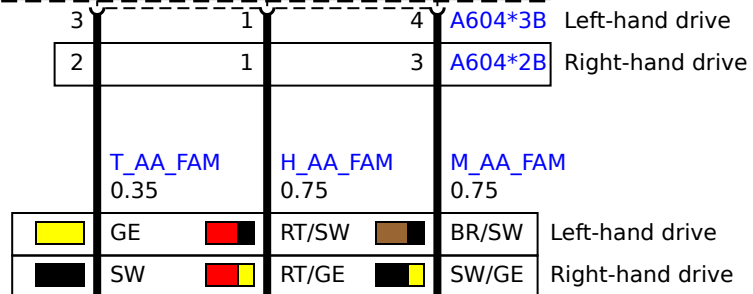 3 1 4 A604*3B Left-hand drive
2 1 3 A604*2B Right-hand drive
T_AA_FAM H_AA_FAM M_AA_FAM
0.35 0.75 0.75
GE RT/SW BR/SW Left-hand drive
SW RT/GE SW/GE Right-hand drive